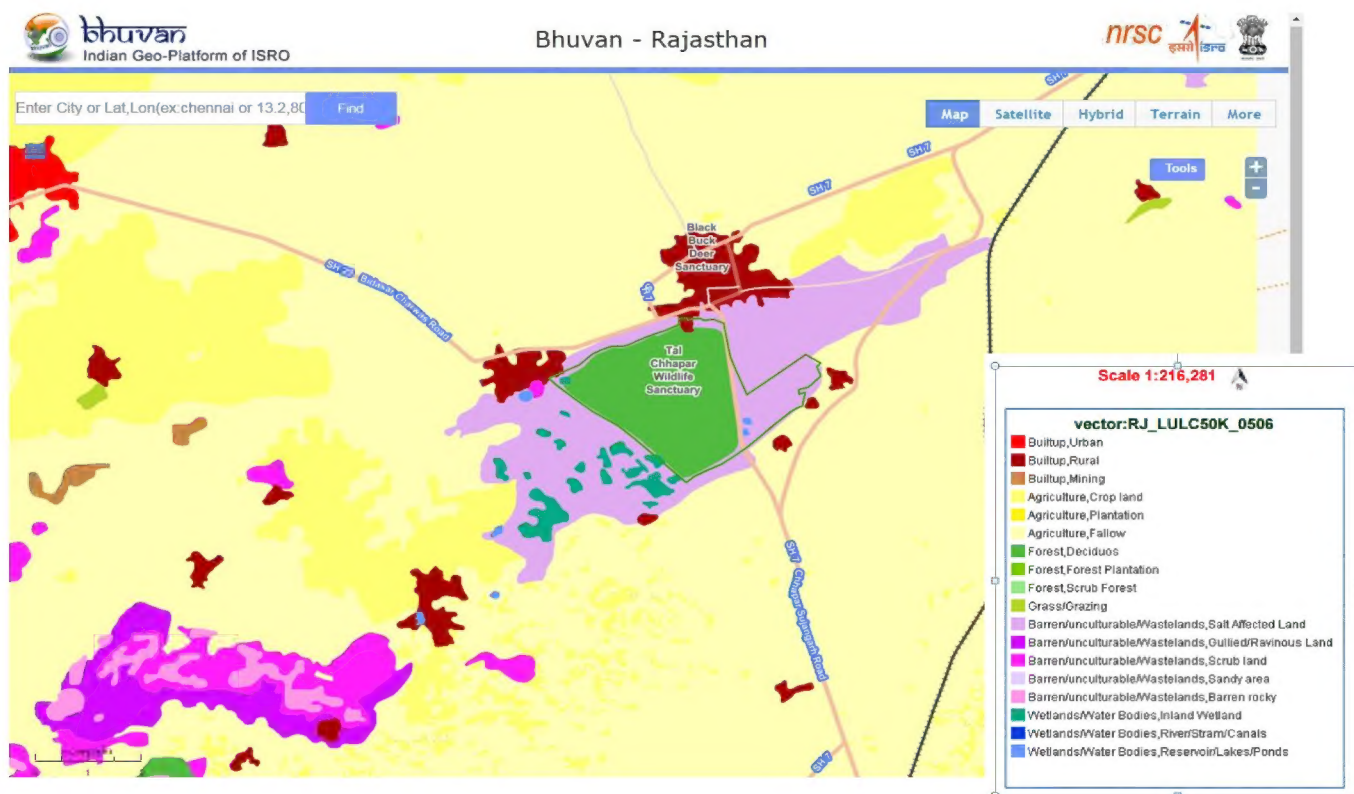 bhuvan
Indian Geo-Platform of ISRO
Bhuvan - Rajasthan
nrsc
इसरो isro
Enter City or Lat,Lon(ex:chennai or 13.2,80
Find
Map
Satellite
Hybrid
Terrain
More
Tools
+
-
SH 7
SH 7
Black
Buck
Deer
Sanctuary
SH 22
Bidasar Charwas Road
Tal
Chhapar
Wildlife
Sanctuary
SH 7 Chhapar Sujangarh Road
SH 7
1
Scale 1:216,281
N
vector:RJ_LULC50K_0506
Builtup,Urban
Builtup,Rural
Builtup,Mining
Agriculture,Crop land
Agriculture,Plantation
Agriculture,Fallow
Forest,Deciduos
Forest,Forest Plantation
Forest,Scrub Forest
Grass/Grazing
Barren/unculturable/Wastelands,Salt Affected Land
Barren/unculturable/Wastelands,Gullied/Ravinous Land
Barren/unculturable/Wastelands,Scrub land
Barren/unculturable/Wastelands,Sandy area
Barren/unculturable/Wastelands,Barren rocky
Wetlands/Water Bodies,Inland Wetland
Wetlands/Water Bodies,River/Stram/Canals
Wetlands/Water Bodies,Reservoir/Lakes/Ponds